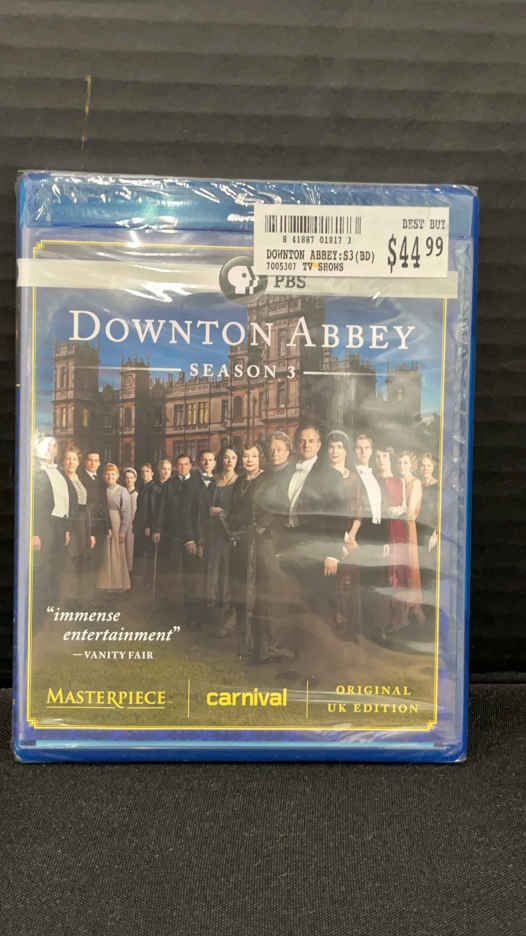 BEST BUY
8 41887 01817 3
DOWNTON ABBEY:S3(BD)
$44.99
7005307 TV SHOWS
PBS
DOWNTON ABBEY
SEASON 3
“immense
entertainment”
—VANITY FAIR
MASTERPIECE
carnival
ORIGINAL
UK EDITION